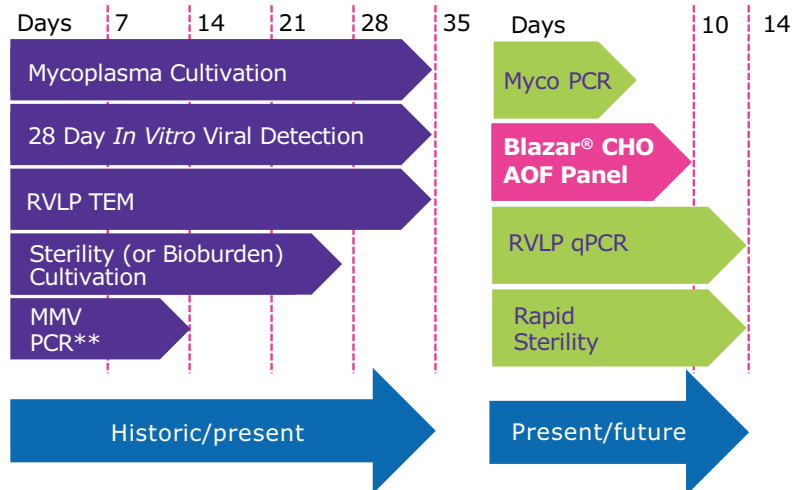 Days 7 14 21 28 35
Mycoplasma Cultivation
28 Day In Vitro Viral Detection
RVLP TEM
Sterility (or Bioburden)
Cultivation
MMV
PCR**
Historic/present
Days 10 14
Myco PCR
Blazar® CHO
AOF Panel
RVLP qPCR
Rapid
Sterility
Present/future